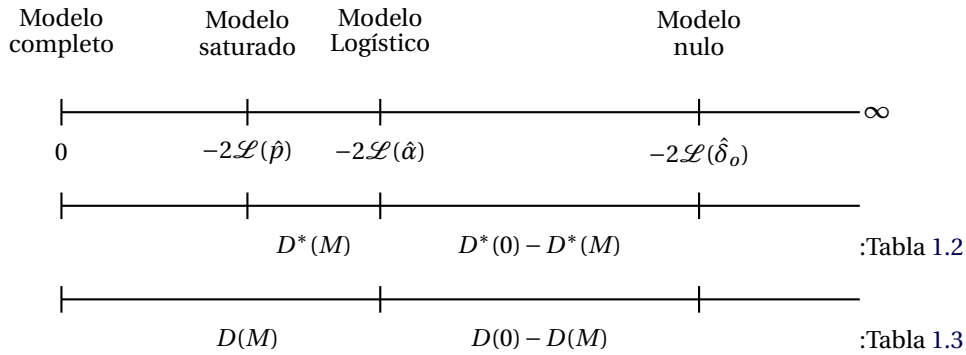 Modelo completo
Modelo saturado
Modelo Logístico
Modelo nulo
∞
0
−2ℒ(p̂)
−2ℒ(α̂)
−2ℒ(δ̂ₒ)
D*(M)
D*(0) − D*(M)
:Tabla 1.2
D(M)
D(0) − D(M)
:Tabla 1.3